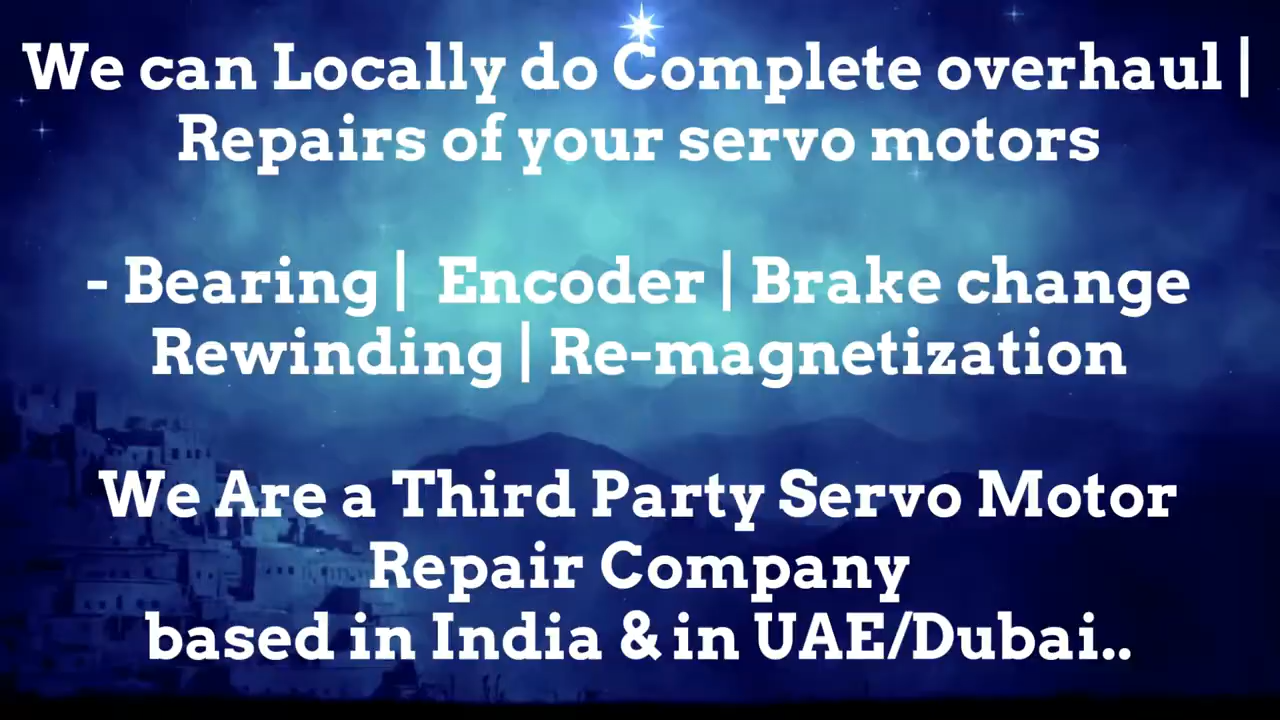 We can Locally do Complete overhaul |
Repairs of your servo motors
- Bearing | Encoder | Brake change
Rewinding | Re-magnetization
We Are a Third Party Servo Motor
Repair Company
based in India & in UAE/Dubai..